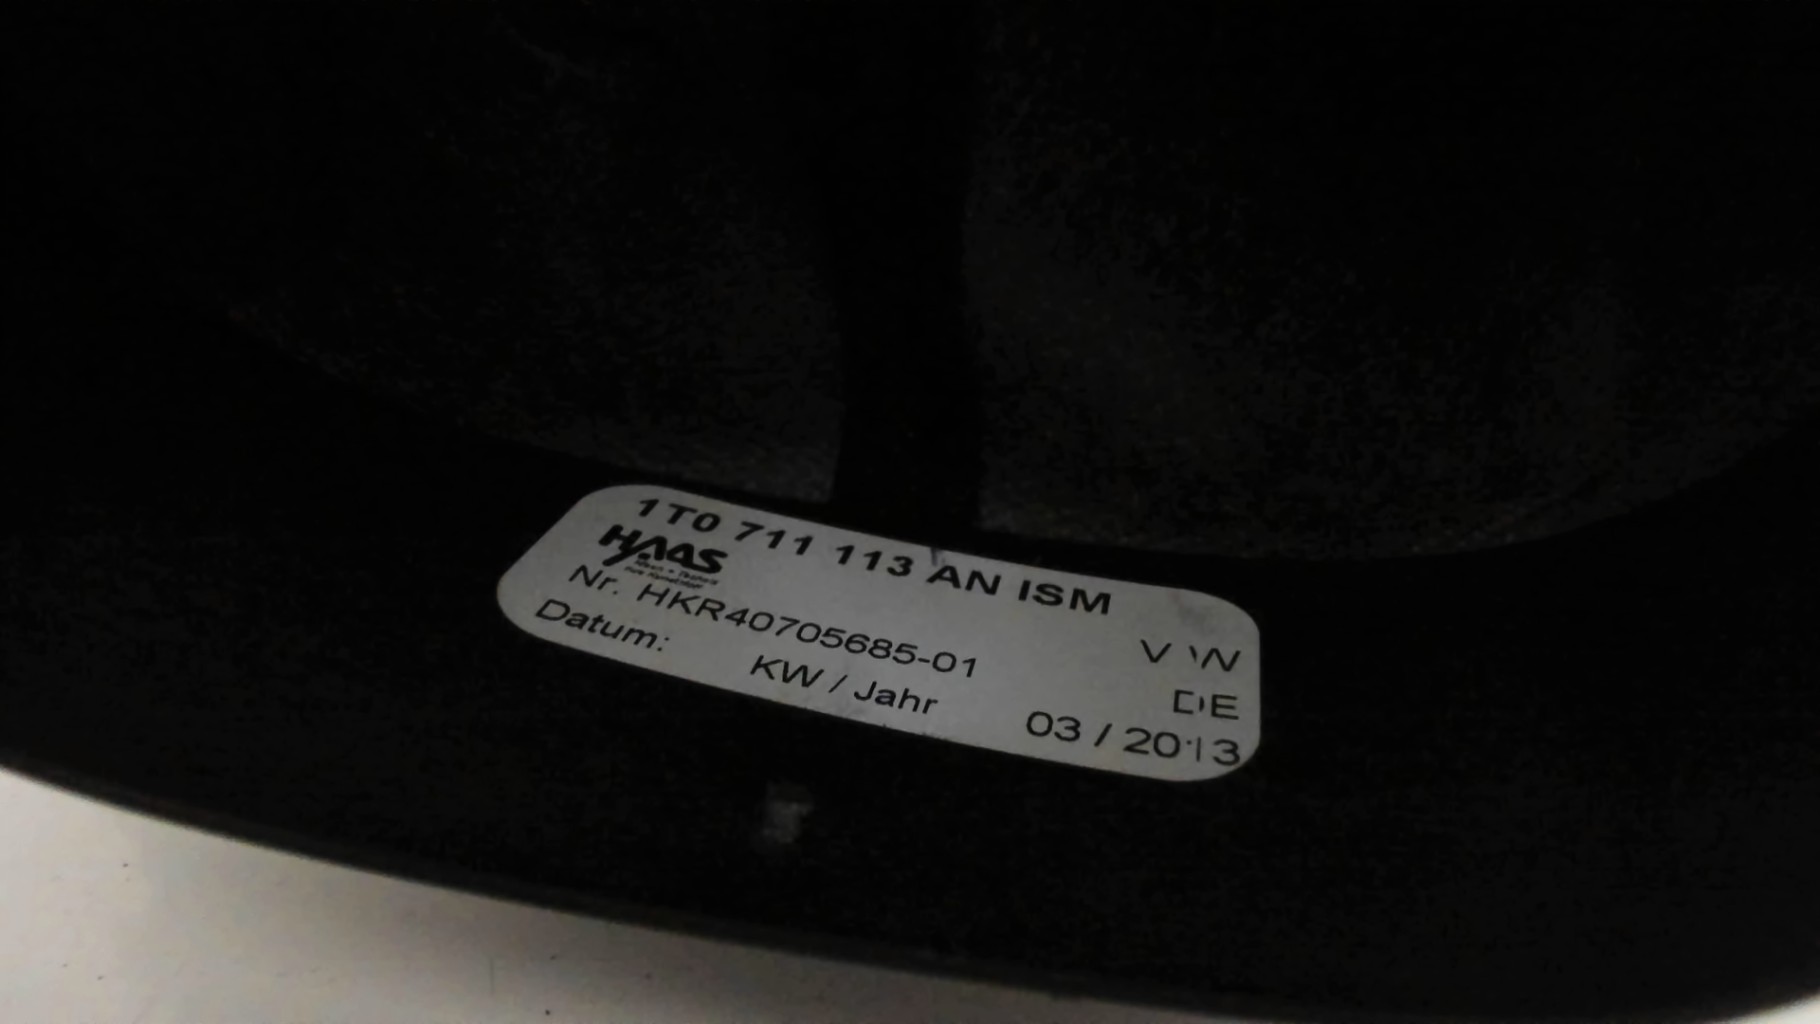 1T0 711 113 AN ISM
HAAS
Nr. HKR40705685-01
VW
Datum:
KW / Jahr
DE
03 / 2013